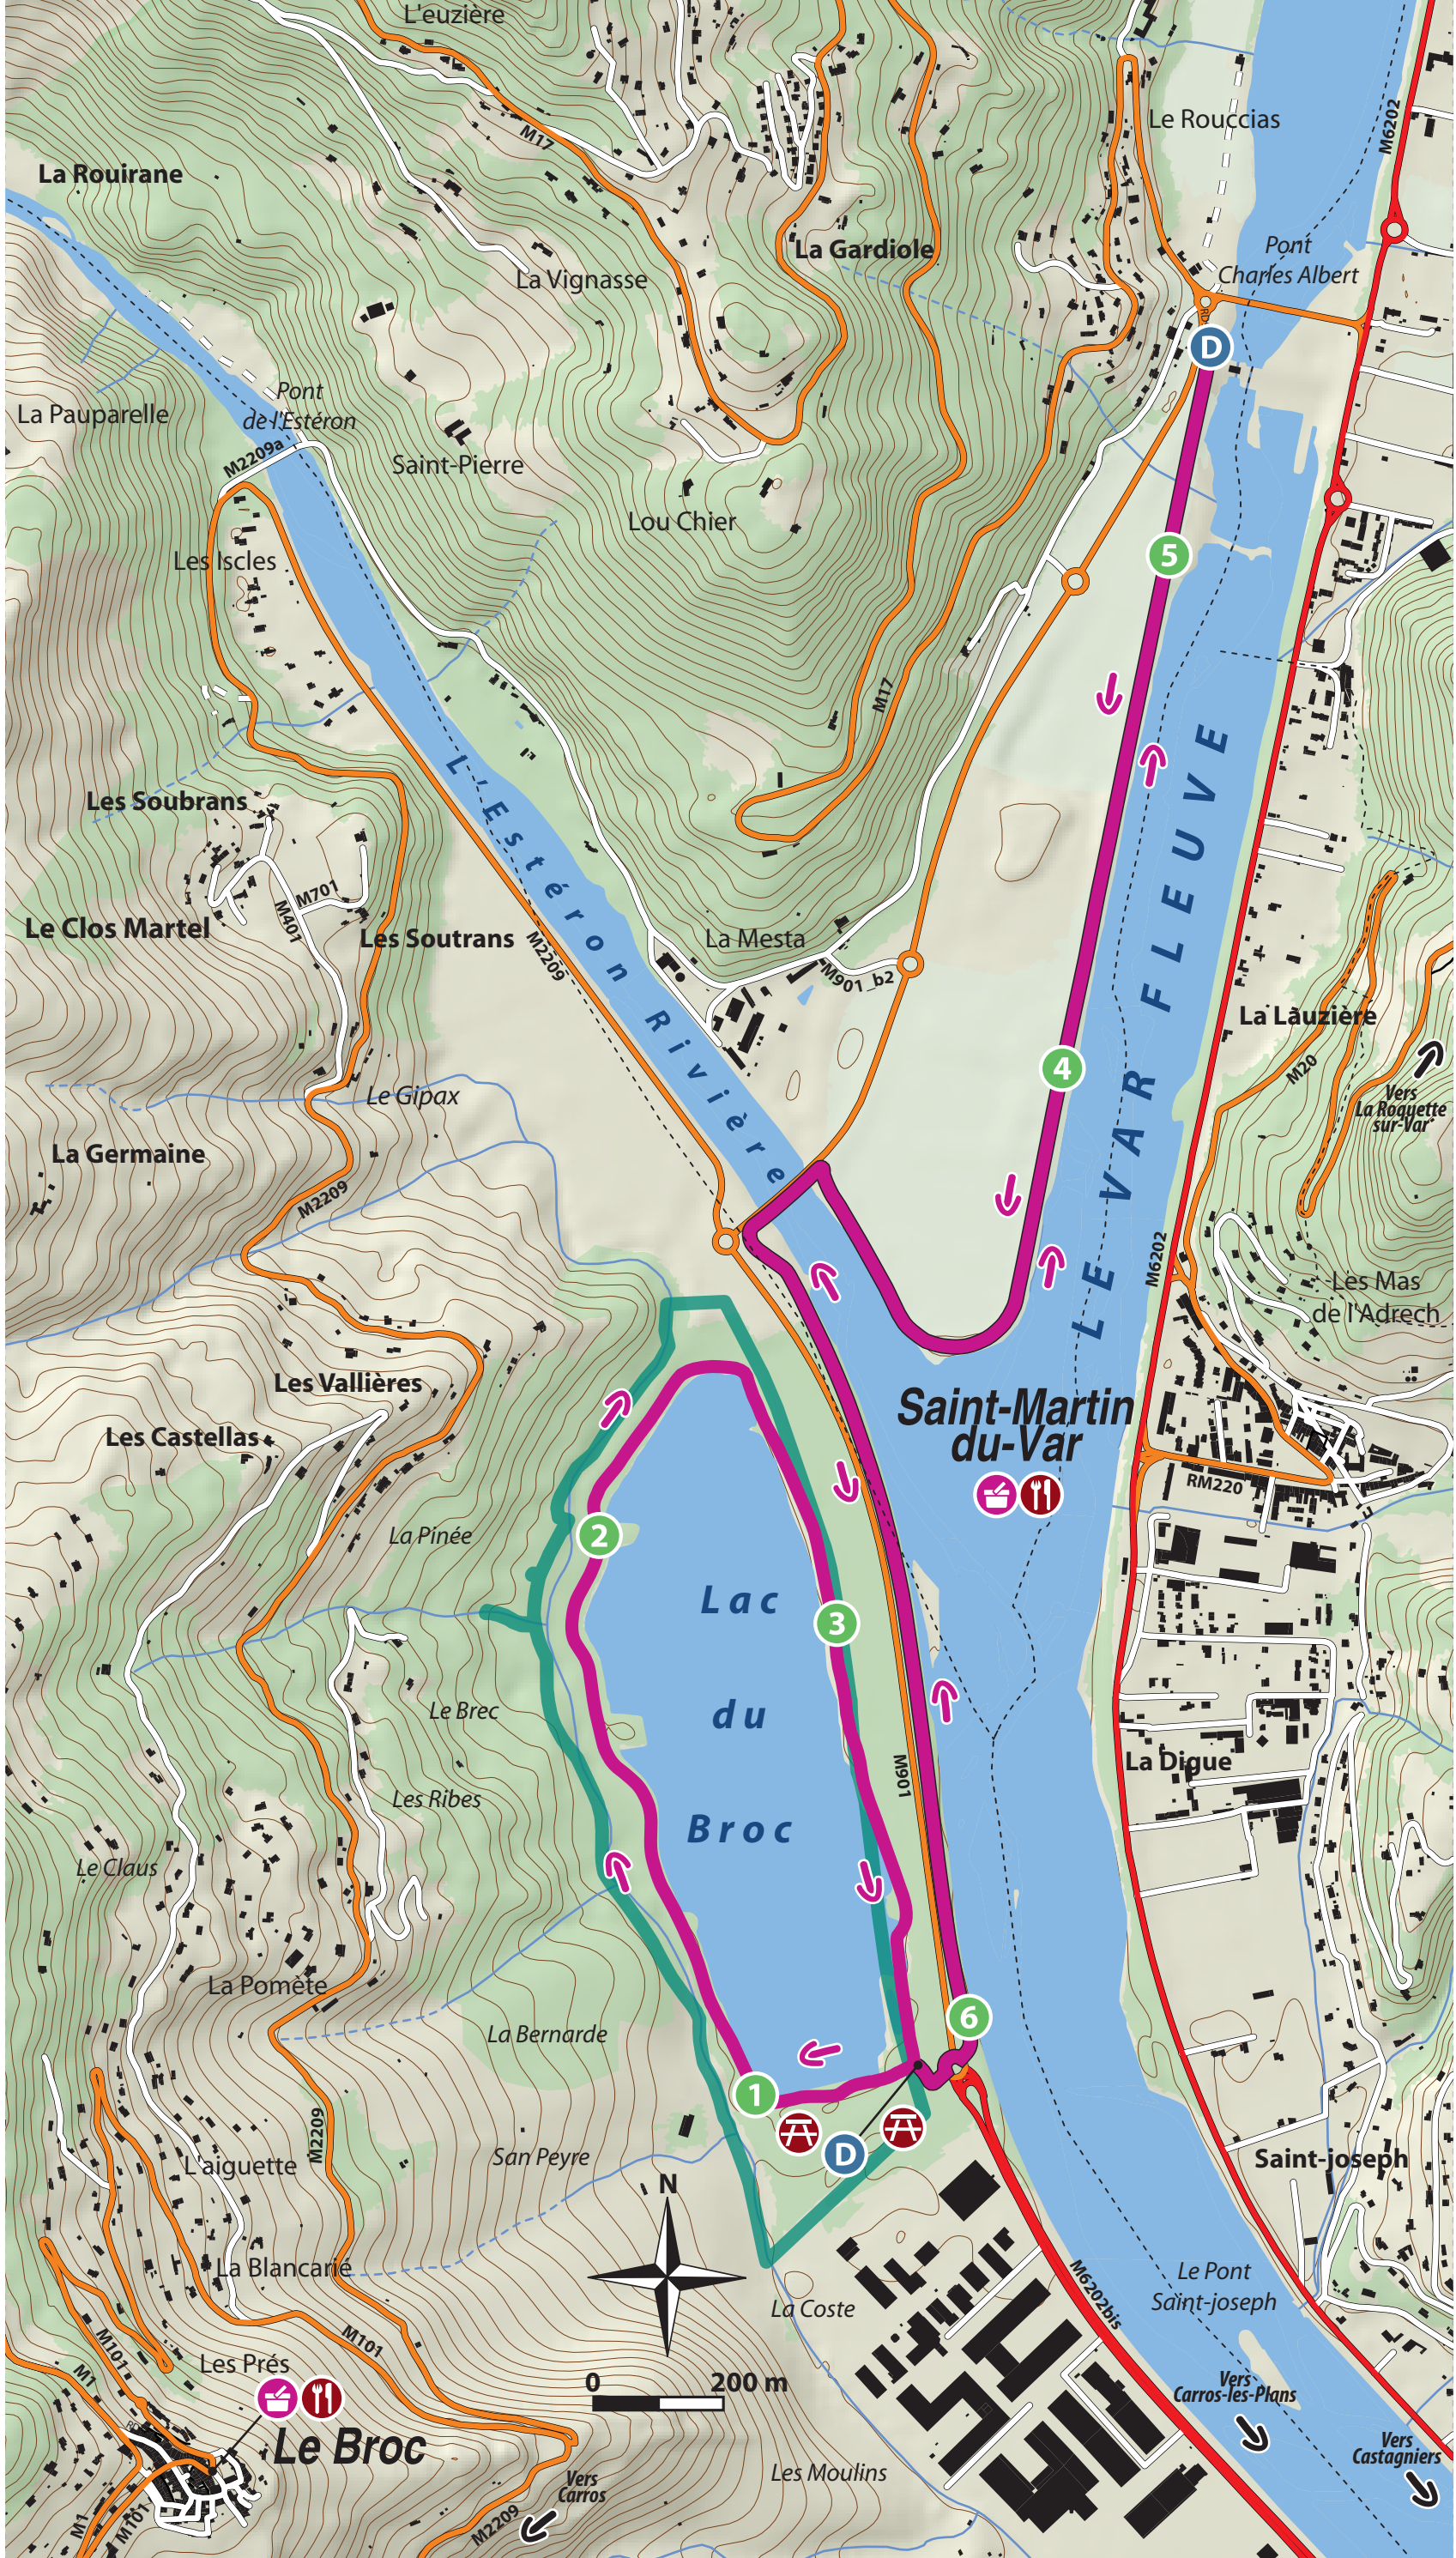 L'euzière
Le Rouccias
M6202
M17
La Rouirane
La Gardiole
Pont
Charles Albert
La Vignasse
D
Pont
de l'Estéron
La Pauparelle
M2209a
Saint-Pierre
Lou Chier
5
Les Iscles
M17
LE VAR FLEUVE
L'Estéron Rivière
Les Soubrans
M701
M401
Le Clos Martel
Les Soutrans
M2209
La Mesta
M901_b2
La Lauzière
M20
4
Vers
La Roquette
sur-Var
Le Gipax
La Germaine
M2209
M6202
Les Mas
de l'Adrech
Les Vallières
Saint-Martin
du-Var
Les Castellas
RM220
La Pinée
2
Lac
du
Broc
3
Le Brec
M901
La Digue
Les Ribes
Le Claus
La Pomète
La Bernarde
6
1
M2209
D
San Peyre
L'aiguette
Saint-joseph
N
La Blancarié
Le Pont
Saint-joseph
M6202bis
La Coste
M101
M101
M1
Les Prés
0 200 m
Vers
Carros-les-Plans
Le Broc
Vers
Castagniers
Les Moulins
Vers
Carros
M2209
M1
M101